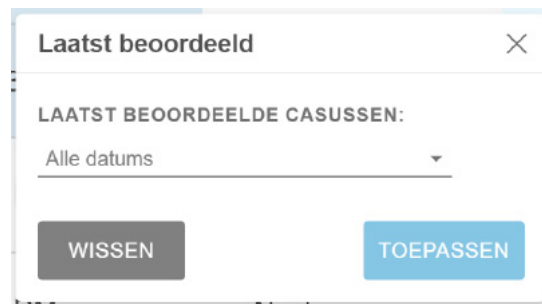 Laatst beoordeeld
LAATST BEOORDEELDE CASUSSEN:
Alle datums
WISSEN
TOEPASSEN